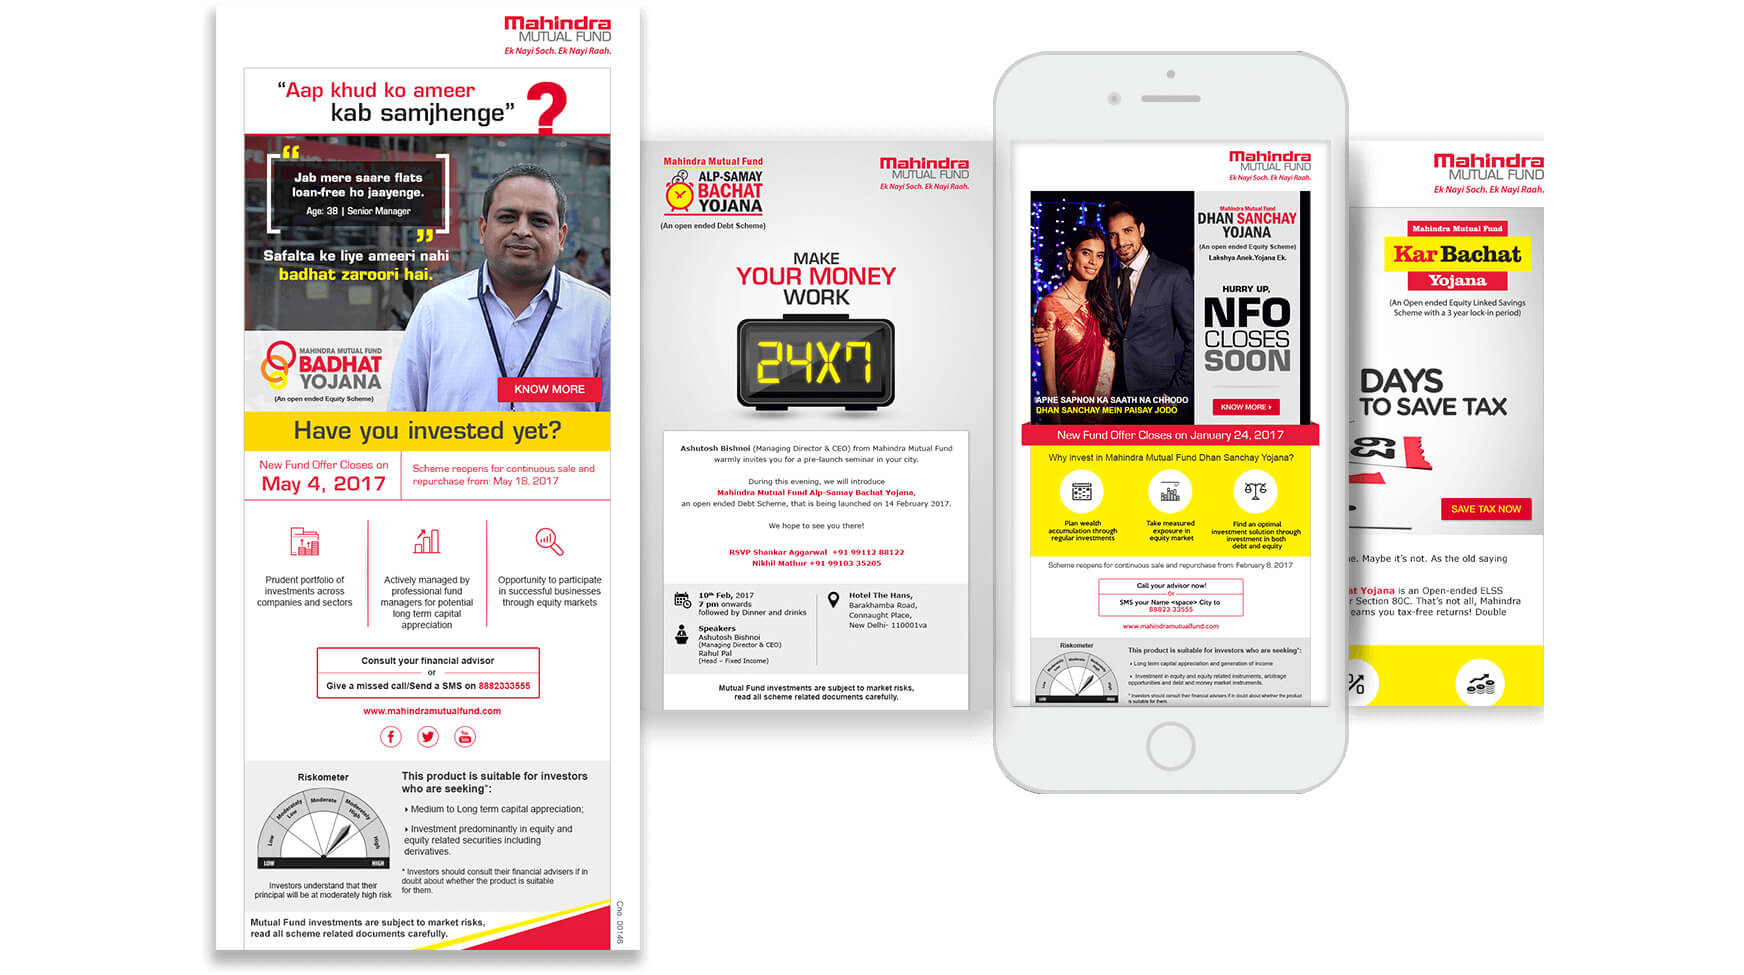 Mahindra
MUTUAL FUND
Ek Nayi Soch. Ek Nayi Raah.
“Aap khud ko ameer
kab samjhenge” ?
“
Jab mere saare flats
loan-free ho jaayenge.
Age: 38 | Senior Manager
”
Safalta ke liye ameeri nahi
badhat zaroori hai.
MAHINDRA MUTUAL FUND
BADHAT
YOJANA
(An open ended Equity Scheme)
KNOW MORE
Have you invested yet?
New Fund Offer Closes on
May 4, 2017
Scheme reopens for continuous sale and
repurchase from: May 18, 2017
Prudent portfolio of
investments across
companies and sectors
Actively managed by
professional fund
managers for potential
long term capital
appreciation
Opportunity to participate
in successful businesses
through equity markets
Consult your financial advisor
or
Give a missed call/Send a SMS on 8882333555
www.mahindramutualfund.com
f
You
Tube
Riskometer
Low
Moderately
Low
Moderate
Moderately
High
High
LOW
HIGH
Investors understand that their
principal will be at moderately high risk
This product is suitable for investors
who are seeking*:
Medium to Long term capital appreciation;
Investment predominantly in equity and
equity related securities including
derivatives.
* Investors should consult their financial advisers if in
doubt about whether the product is suitable
for them.
Mutual Fund investments are subject to market risks,
read all scheme related documents carefully.
Cno. 00146
Mahindra Mutual Fund
ALP-SAMAY
BACHAT
YOJANA
(An open ended Debt Scheme)
Mahindra
MUTUAL FUND
Ek Nayi Soch. Ek Nayi Raah.
MAKE
YOUR MONEY
WORK
24X7
Ashutosh Bishnoi (Managing Director & CEO) from Mahindra Mutual Fund
warmly invites you for a pre-launch seminar in your city.
During this evening, we will introduce
Mahindra Mutual Fund Alp-Samay Bachat Yojana,
an open ended Debt Scheme, that is being launched on 14 February 2017.
We hope to see you there!
RSVP Shankar Aggarwal +91 99112 88122
Nikhil Mathur +91 99103 35205
10th Feb, 2017
7 pm onwards
followed by Dinner and drinks
Speakers
Ashutosh Bishnoi
(Managing Director & CEO)
Rahul Pal
(Head – Fixed Income)
Hotel The Hans,
Barakhamba Road,
Connaught Place,
New Delhi- 110001va
Mutual Fund investments are subject to market risks,
read all scheme related documents carefully.
Mahindra
MUTUAL FUND
Ek Nayi Soch. Ek Nayi Raah.
Mahindra Mutual Fund
DHAN SANCHAY
YOJANA
(An open ended Equity Scheme)
Lakshya Anek.Yojana Ek.
HURRY UP,
NFO
CLOSES
SOON
KNOW MORE
APNE SAPNON KA SAATH NA CHHODO
DHAN SANCHAY MEIN PAISAY JODO
New Fund Offer Closes on January 24, 2017
Why invest in Mahindra Mutual Fund Dhan Sanchay Yojana?
Plan wealth
accumulation through
regular investments
Take measured
exposure in
equity market
Find an optimal
investment solution through
investment in both
debt and equity
Scheme reopens for continuous sale and repurchase from: February 8, 2017
Call your advisor now!
Or
SMS your Name <space> City to
88823 33555
www.mahindramutualfund.com
Riskometer
Low
Moderately
Low
Moderate
Moderately
High
High
LOW
HIGH
This product is suitable for investors who are seeking*:
Long term capital appreciation and generation of income
Investment in equity and equity related instruments, arbitrage
opportunities and debt and money market instruments.
* Investors should consult their financial advisers if in doubt about whether the product
is suitable for them.
Mahindra
MUTUAL FUND
Ek Nayi Soch. Ek Nayi Raah.
Mahindra Mutual Fund
Kar Bachat
Yojana
(An Open ended Equity Linked Savings
Scheme with a 3 year lock-in period)
DAYS
TO SAVE TAX
SAVE TAX NOW
e. Maybe it’s not. As the old saying
at Yojana is an Open-ended ELSS
r Section 80C. That’s not all, Mahindra
earns you tax-free returns! Double
%